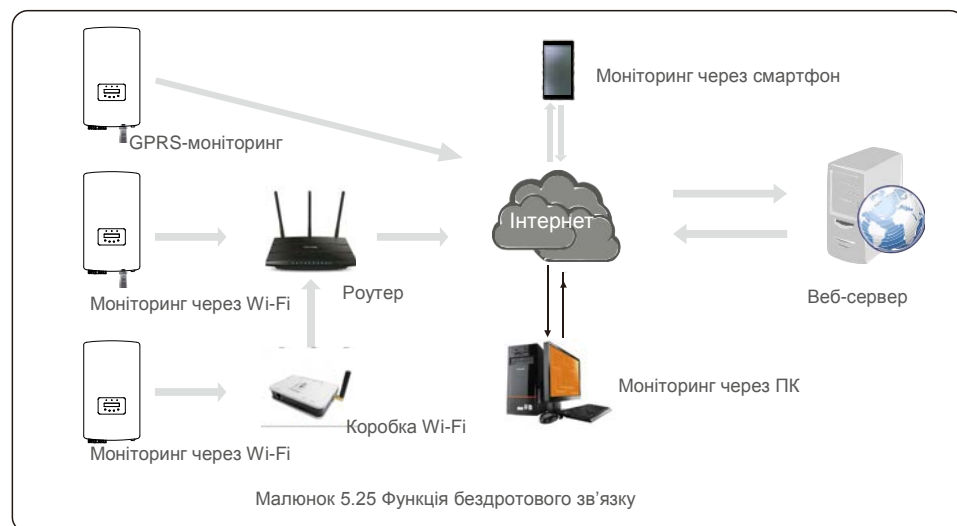 Моніторинг через смартфон
GPRS-моніторинг
Інтернет
Моніторинг через Wi-Fi
Роутер
Веб-сервер
Моніторинг через ПК
Коробка Wi-Fi
Моніторинг через Wi-Fi
Малюнок 5.25 Функція бездротового зв'язку